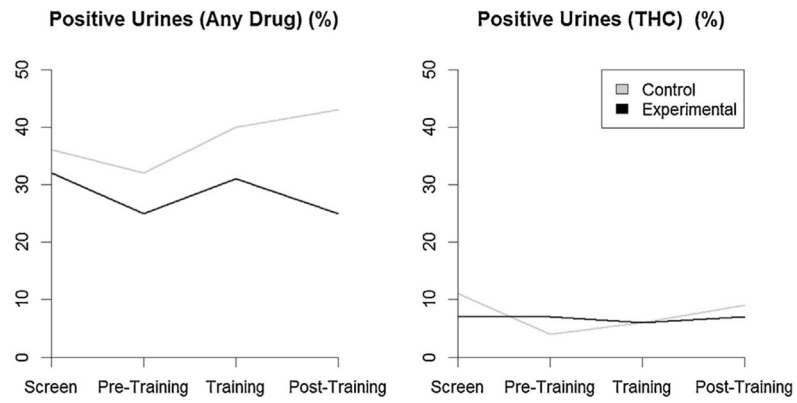 Positive Urines (Any Drug) (%)
50
40
30
20
10
0
Screen Pre-Training Training Post-Training
Positive Urines (THC) (%)
50
40
30
20
10
0
Control
Experimental
Screen Pre-Training Training Post-Training